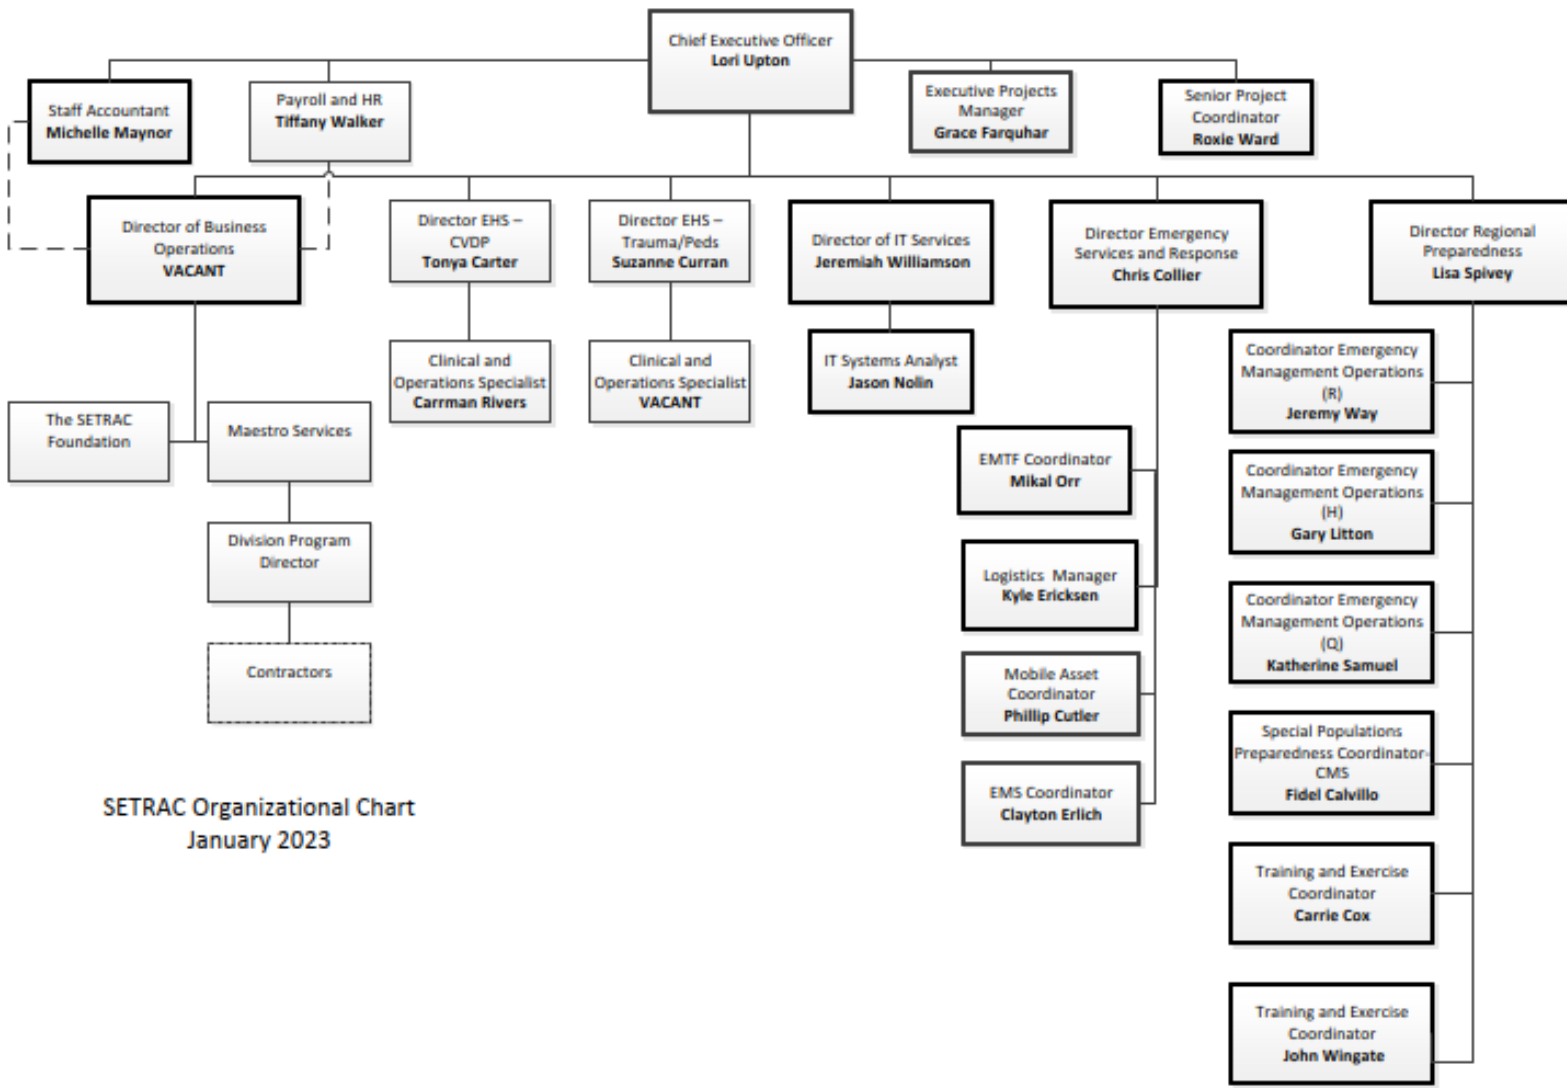 Chief Executive Officer
Lori Upton
Staff Accountant
Michelle Maynor
Payroll and HR
Tiffany Walker
Executive Projects
Manager
Grace Farquhar
Senior Project
Coordinator
Roxie Ward
Director of Business
Operations
VACANT
Director EHS –
CVDP
Tonya Carter
Director EHS –
Trauma/Peds
Suzanne Curran
Director of IT Services
Jeremiah Williamson
Director Emergency
Services and Response
Chris Collier
Director Regional
Preparedness
Lisa Spivey
Clinical and
Operations Specialist
Carrman Rivers
Clinical and
Operations Specialist
VACANT
IT Systems Analyst
Jason Nolin
Coordinator Emergency
Management Operations
(R)
Jeremy Way
The SETRAC
Foundation
Maestro Services
EMTF Coordinator
Mikal Orr
Coordinator Emergency
Management Operations
(H)
Gary Litton
Division Program
Director
Logistics Manager
Kyle Ericksen
Coordinator Emergency
Management Operations
(Q)
Katherine Samuel
Contractors
Mobile Asset
Coordinator
Phillip Cutler
Special Populations
Preparedness Coordinator-
CMS
Fidel Calvillo
EMS Coordinator
Clayton Erlich
SETRAC Organizational Chart
January 2023
Training and Exercise
Coordinator
Carrie Cox
Training and Exercise
Coordinator
John Wingate